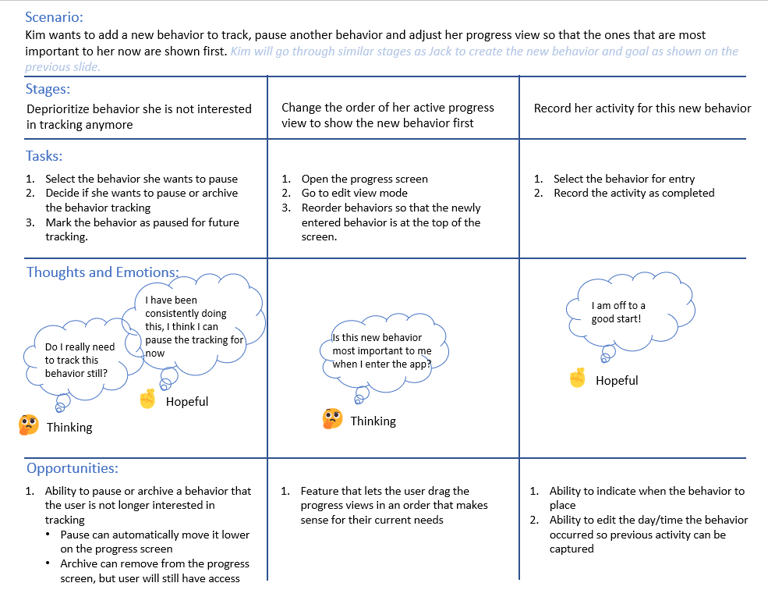 Scenario:
Kim wants to add a new behavior to track, pause another behavior and adjust her progress view so that the ones that are most
important to her now are shown first. Kim will go through similar stages as Jack to create the new behavior and goal as shown on the
previous slide.
Stages:
Deprioritize behavior she is not interested
in tracking anymore
Change the order of her active progress
view to show the new behavior first
Record her activity for this new behavior
Tasks:
1. Select the behavior she wants to pause
2. Decide if she wants to pause or archive
the behavior tracking
3. Mark the behavior as paused for future
tracking.
1. Open the progress screen
2. Go to edit view mode
3. Reorder behaviors so that the newly
entered behavior is at the top of the
screen.
1. Select the behavior for entry
2. Record the activity as completed
Thoughts and Emotions:
Do I really need
to track this
behavior still?
Thinking
I have been
consistently doing
this, I think I can
pause the tracking for
now
Hopeful
Is this new behavior
most important to me
when I enter the app?
Thinking
I am off to a
good start!
Hopeful
Opportunities:
1. Ability to pause or archive a behavior that
the user is not longer interested in
tracking
• Pause can automatically move it lower
on the progress screen
• Archive can remove from the progress
screen, but user will still have access
1. Feature that lets the user drag the
progress views in an order that makes
sense for their current needs
1. Ability to indicate when the behavior to
place
2. Ability to edit the day/time the behavior
occurred so previous activity can be
captured